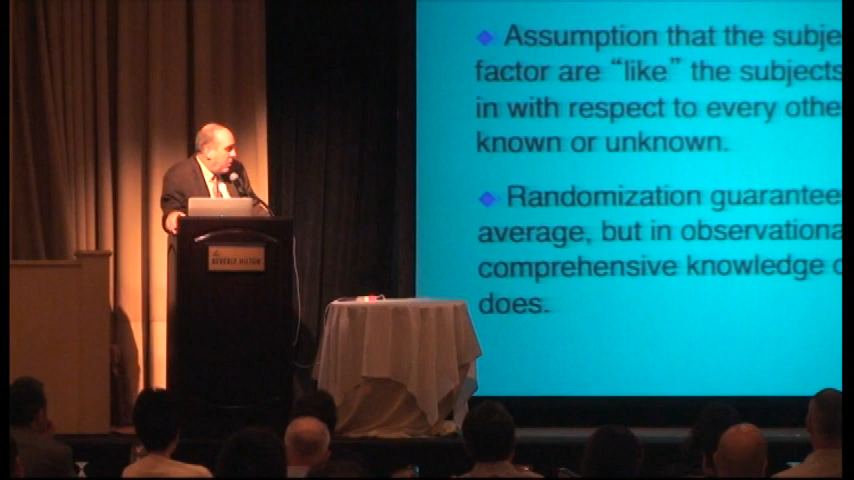 Assumption that the subje
factor are “like” the subjects
in with respect to every othe
known or unknown.
Randomization guarantee
average, but in observationa
comprehensive knowledge o
does.
The
BEVERLY HILTON